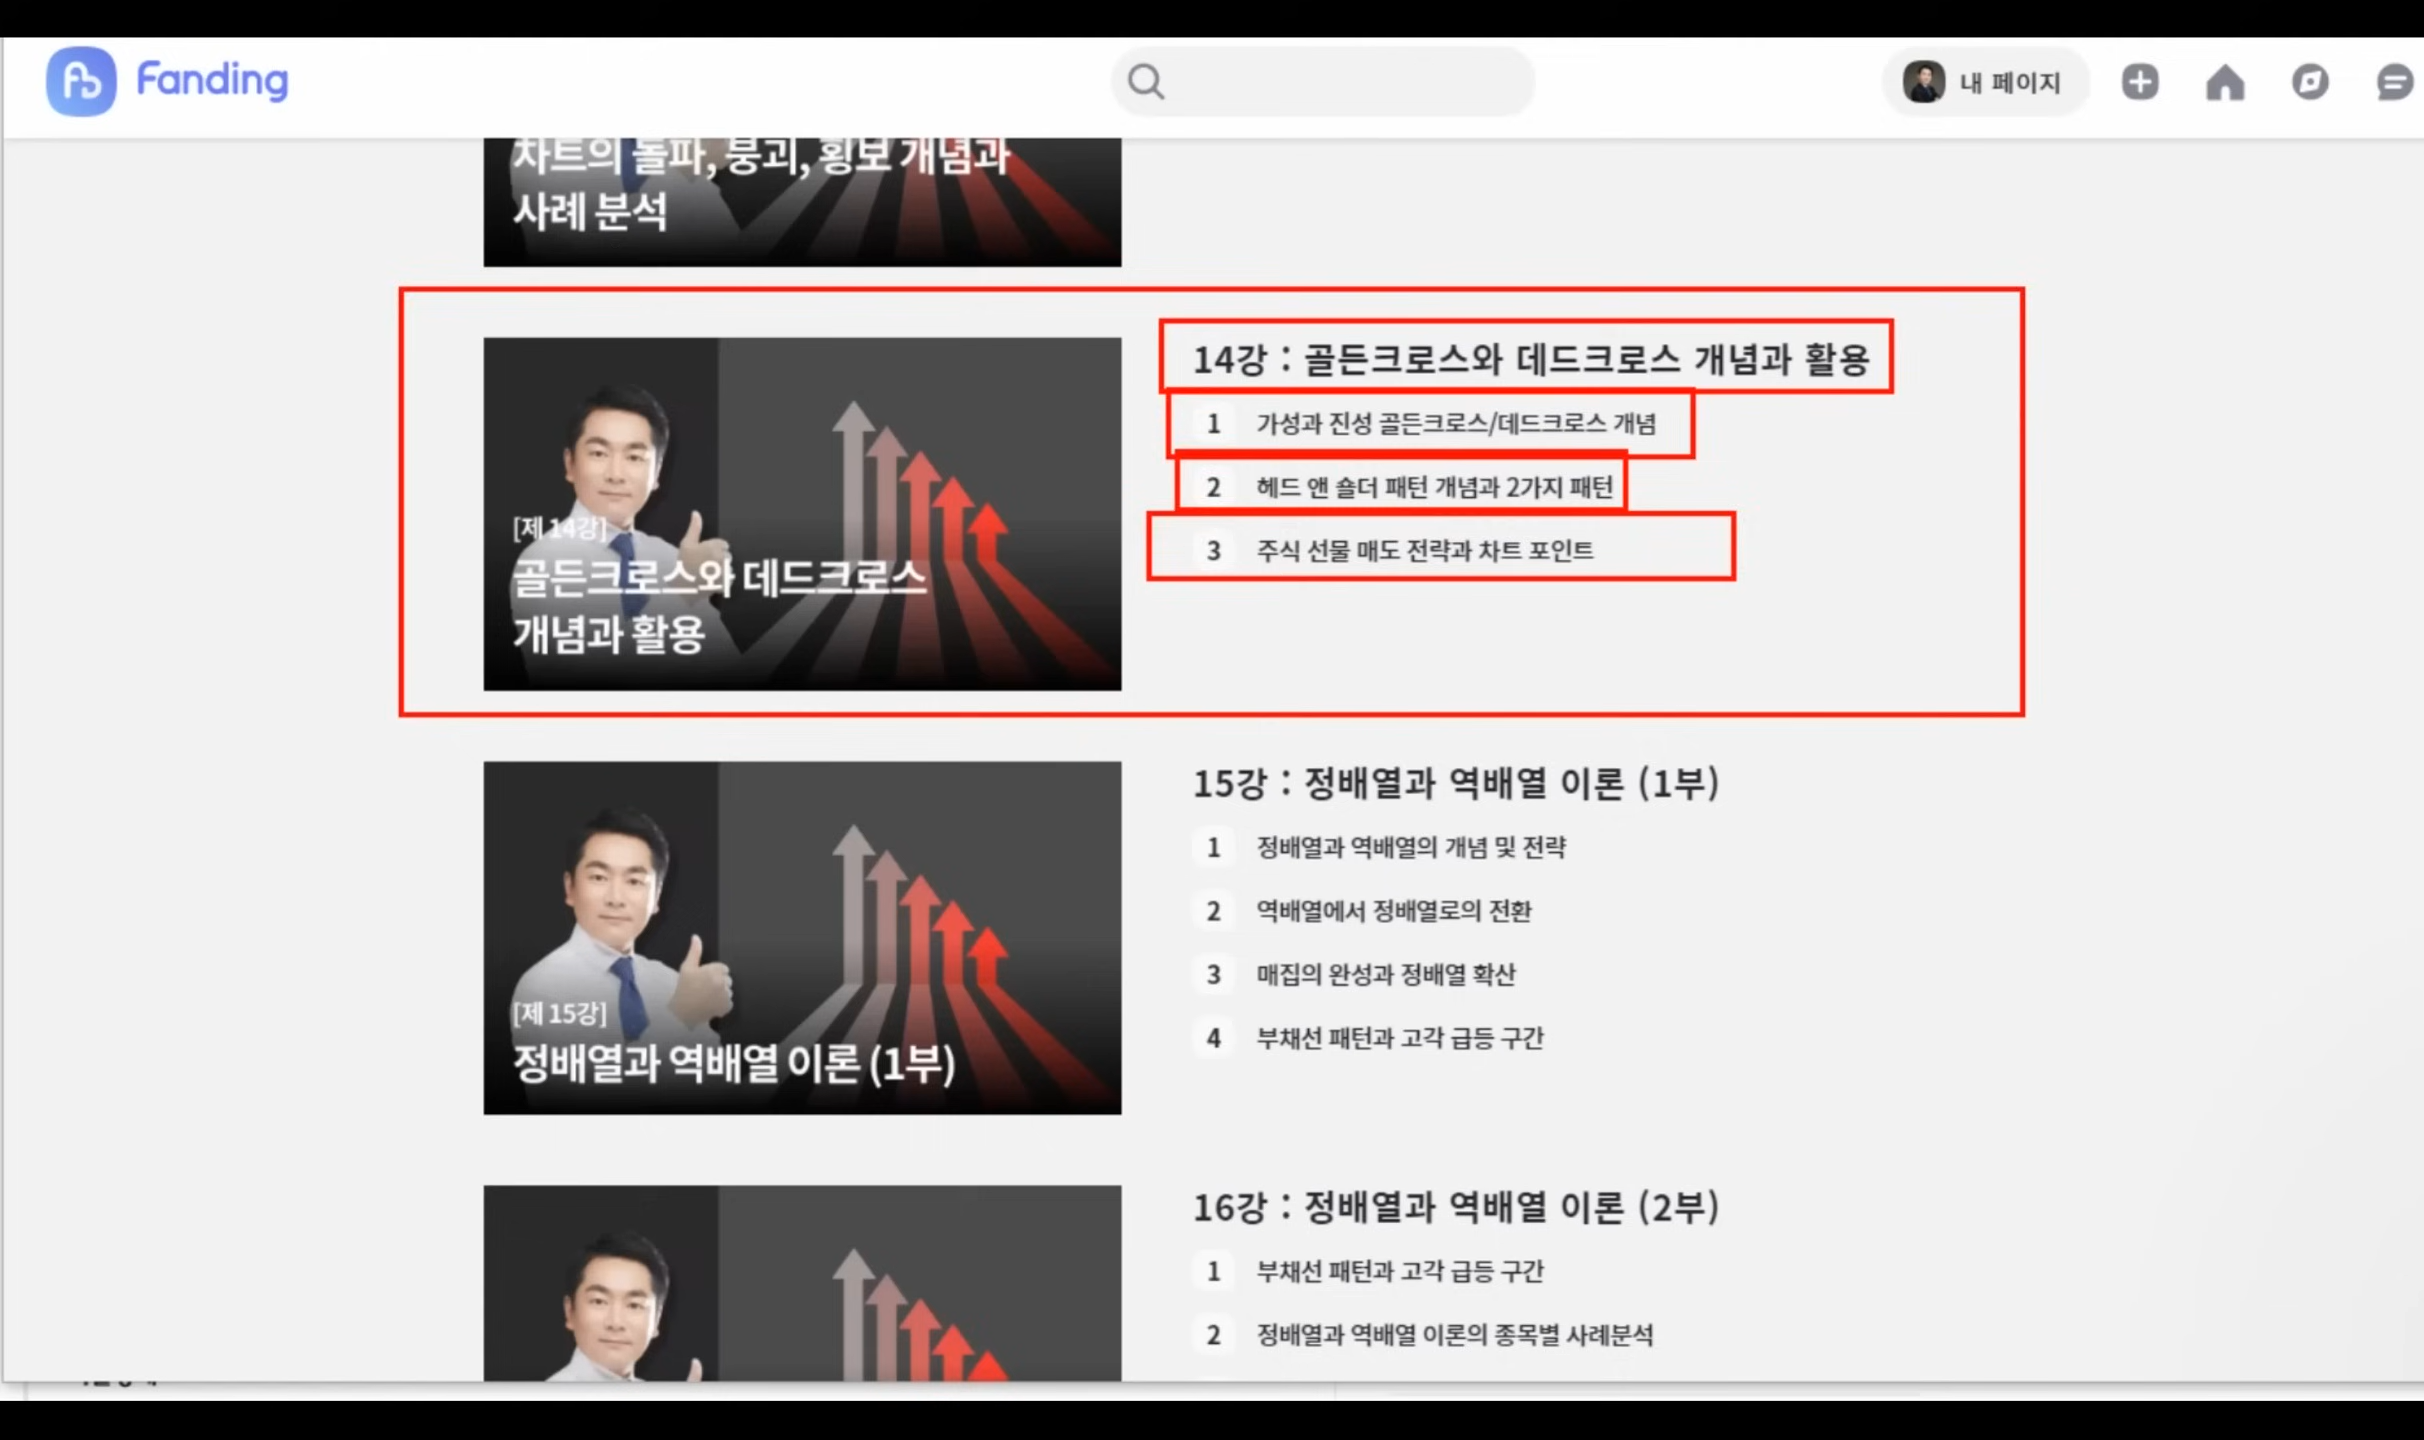 Fanding
내 페이지
차트의 돌파, 붕괴, 횡보 개념과
사례 분석
14강 : 골든크로스와 데드크로스 개념과 활용
1 가성과 진성 골든크로스/데드크로스 개념
2 헤드 앤 숄더 패턴 개념과 2가지 패턴
3 주식 선물 매도 전략과 차트 포인트
[제 14강]
골든크로스와 데드크로스
개념과 활용
15강 : 정배열과 역배열 이론 (1부)
1 정배열과 역배열의 개념 및 전략
2 역배열에서 정배열로의 전환
3 매집의 완성과 정배열 확산
4 부채선 패턴과 고각 급등 구간
[제 15강]
정배열과 역배열 이론 (1부)
16강 : 정배열과 역배열 이론 (2부)
1 부채선 패턴과 고각 급등 구간
2 정배열과 역배열 이론의 종목별 사례분석